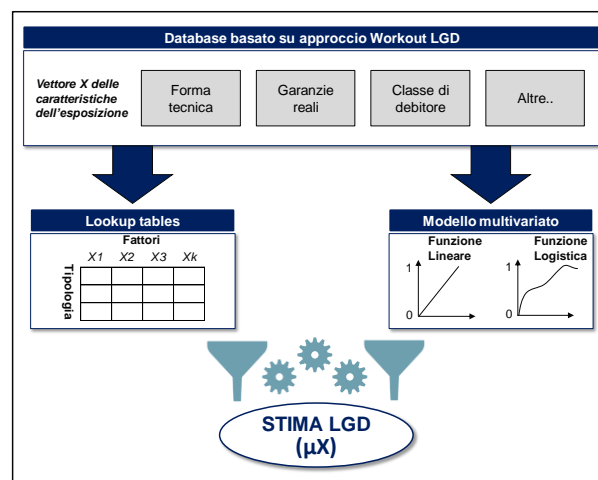 Database basato su approccio Workout LGD
Vettore X delle
caratteristiche
dell'esposizione
Forma
tecnica
Garanzie
reali
Classe di
debitore
Altre..
Lookup tables
Fattori
X1 X2 X3 Xk
Tipologia
Modello multivariato
Funzione
Lineare
1
0
Funzione
Logistica
1
0
STIMA LGD
(µX)